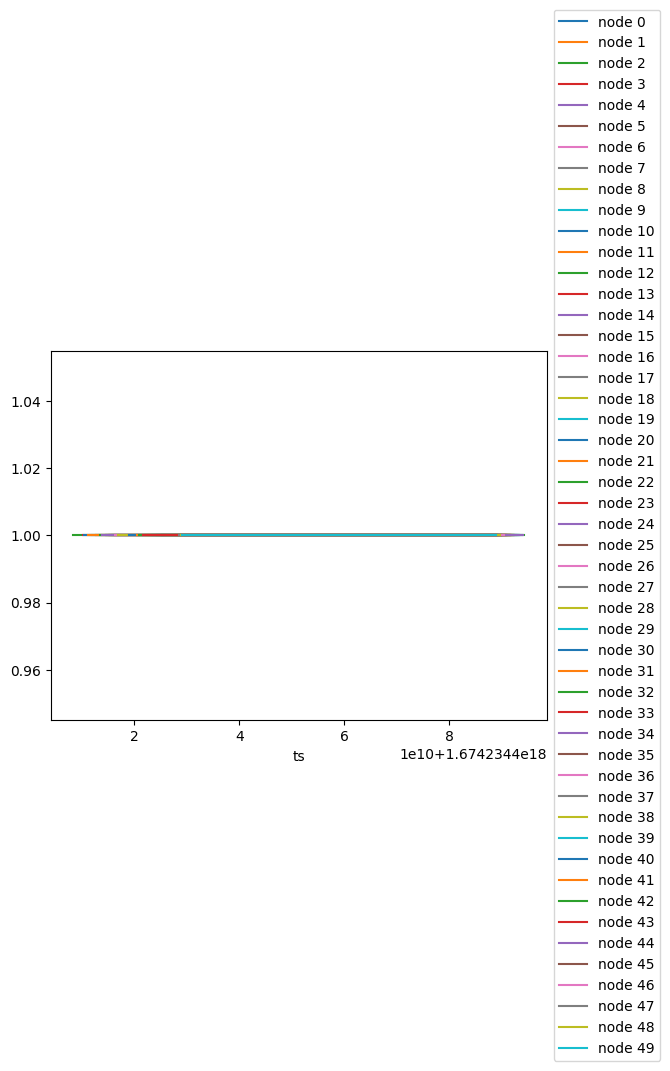 1.04
1.02
1.00
0.98
0.96
2 4 6 8
ts
1e10+1.6742344e18
node 0
node 1
node 2
node 3
node 4
node 5
node 6
node 7
node 8
node 9
node 10
node 11
node 12
node 13
node 14
node 15
node 16
node 17
node 18
node 19
node 20
node 21
node 22
node 23
node 24
node 25
node 26
node 27
node 28
node 29
node 30
node 31
node 32
node 33
node 34
node 35
node 36
node 37
node 38
node 39
node 40
node 41
node 42
node 43
node 44
node 45
node 46
node 47
node 48
node 49